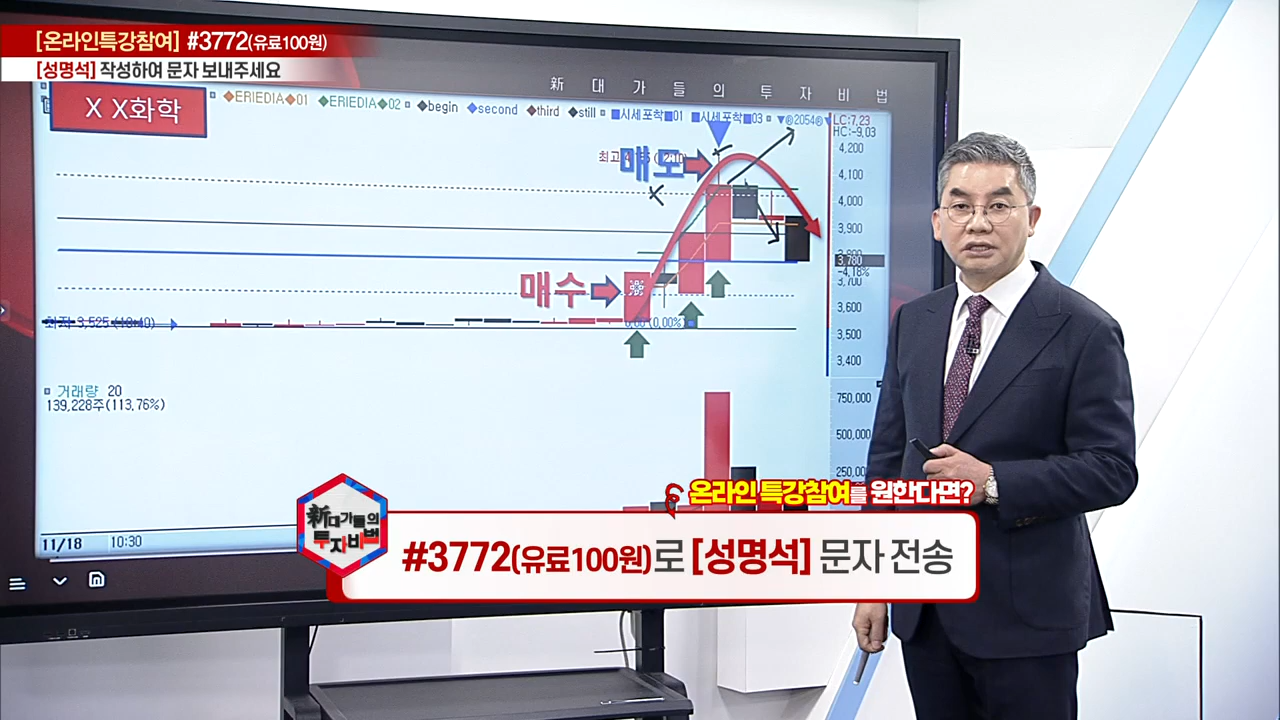 [온라인특강참여] #3772(유료100원)
[성명석] 작성하여 문자 보내주세요
新 대 가 들 의 투 자 비 법
X X화학
◆ERIEDIA◆01 ◆ERIEDIA◆02 ◆begin ◆second ◆third ◆still ■시세포착■01 ■시세포착■03 ▼@2054@▼
LC:7,23
HC:-9,03
4,200
매도
4,100
4,000
3,900
3,780
-4,18%
3,700
매수
3,600
최저 3,525 (10:40)
3,500
3,400
거래량 20
139,228주(113,76%)
750,000
500,000
250,000
11/18 10:30
온라인 특강참여를 원한다면?
新대가들의
투자비법
#3772(유료100원)로 [성명석] 문자 전송